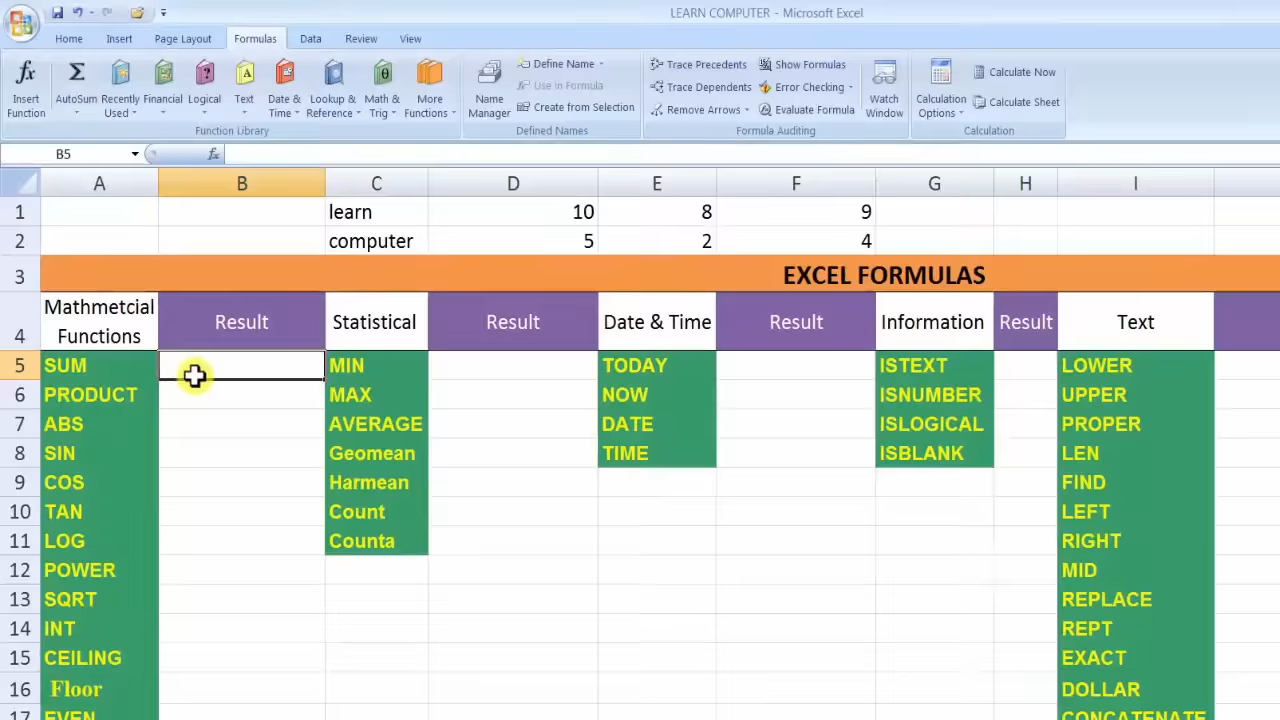 LEARN COMPUTER - Microsoft Excel
Home Insert Page Layout Formulas Data Review View
fx Insert Function
Σ AutoSum
Recently Used
Financial
? Logical
A Text
Date & Time
Lookup & Reference
θ Math & Trig
More Functions
Function Library
Name Manager
Define Name
Use in Formula
Create from Selection
Defined Names
Trace Precedents
Trace Dependents
Remove Arrows
Show Formulas
Error Checking
Evaluate Formula
Watch Window
Formula Auditing
Calculation Options
Calculate Now
Calculate Sheet
Calculation
B5 fx
A B C D E F G H I
1 learn 10 8 9
2 computer 5 2 4
3 EXCEL FORMULAS
4 Mathmetcial Functions Result Statistical Result Date & Time Result Information Result Text
5 SUM MIN TODAY ISTEXT LOWER
6 PRODUCT MAX NOW ISNUMBER UPPER
7 ABS AVERAGE DATE ISLOGICAL PROPER
8 SIN Geomean TIME ISBLANK LEN
9 COS Harmean FIND
10 TAN Count LEFT
11 LOG Counta RIGHT
12 POWER MID
13 SQRT REPLACE
14 INT REPT
15 CEILING EXACT
16 Floor DOLLAR
17 EVEN CONCATENATE